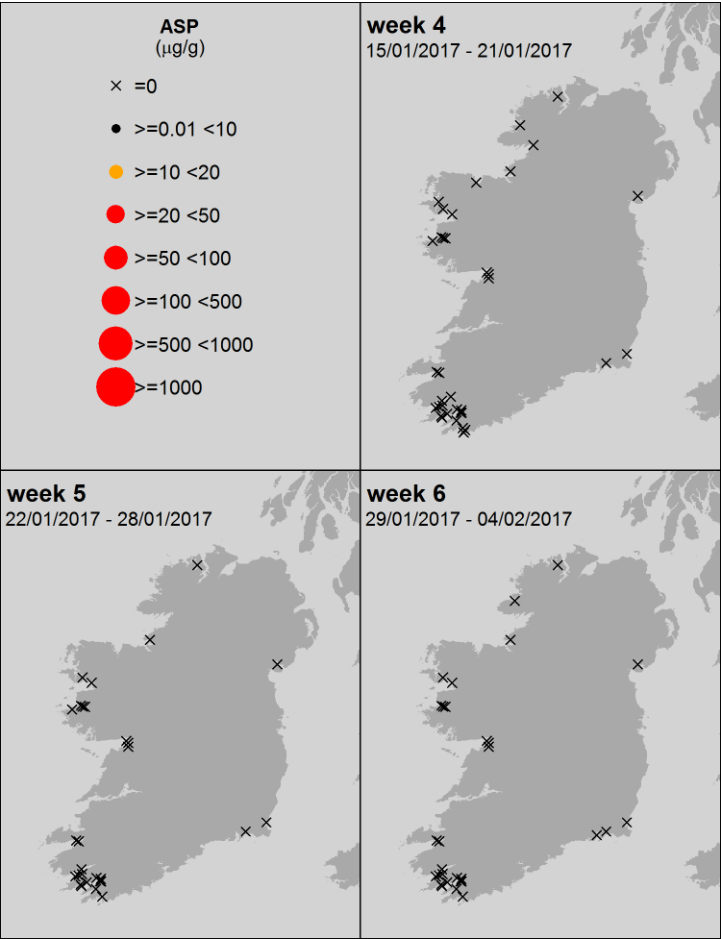 ASP
(µg/g)
=0
>=0.01 <10
>=10 <20
>=20 <50
>=50 <100
>=100 <500
>=500 <1000
>=1000
week 4
15/01/2017 - 21/01/2017
week 5
22/01/2017 - 28/01/2017
week 6
29/01/2017 - 04/02/2017